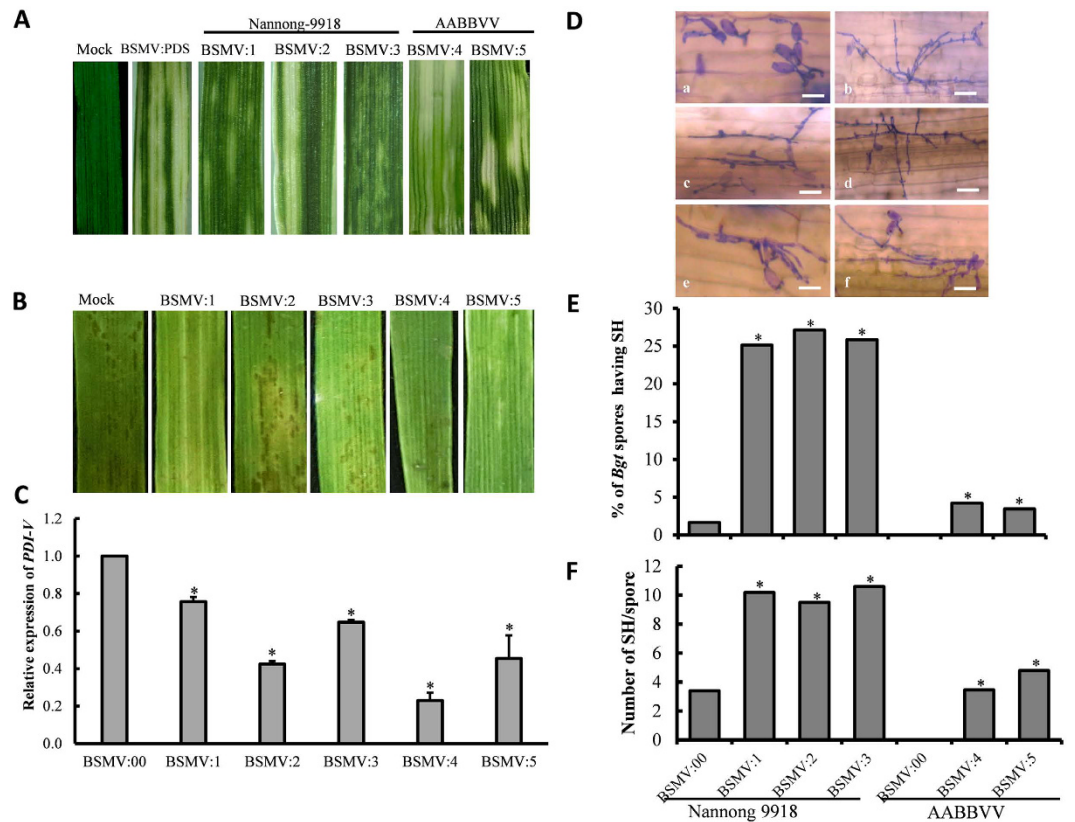 A
Nannong-9918
AABBVV
Mock
BSMV:PDS
BSMV:1
BSMV:2
BSMV:3
BSMV:4
BSMV:5
B
Mock
BSMV:1
BSMV:2
BSMV:3
BSMV:4
BSMV:5
C
Relative expression of PDI-V
1.2
1.0
0.8
0.6
0.4
0.2
0.0
*
*
*
*
*
BSMV:00
BSMV:1
BSMV:2
BSMV:3
BSMV:4
BSMV:5
D
a
b
c
d
e
f
E
% of Bgt spores having SH
30
25
20
15
10
5
0
*
*
*
*
*
F
Number of SH/spore
12
10
8
6
4
2
0
*
*
*
*
*
BSMV:00
BSMV:1
BSMV:2
BSMV:3
BSMV:00
BSMV:4
BSMV:5
Nannong 9918
AABBVV